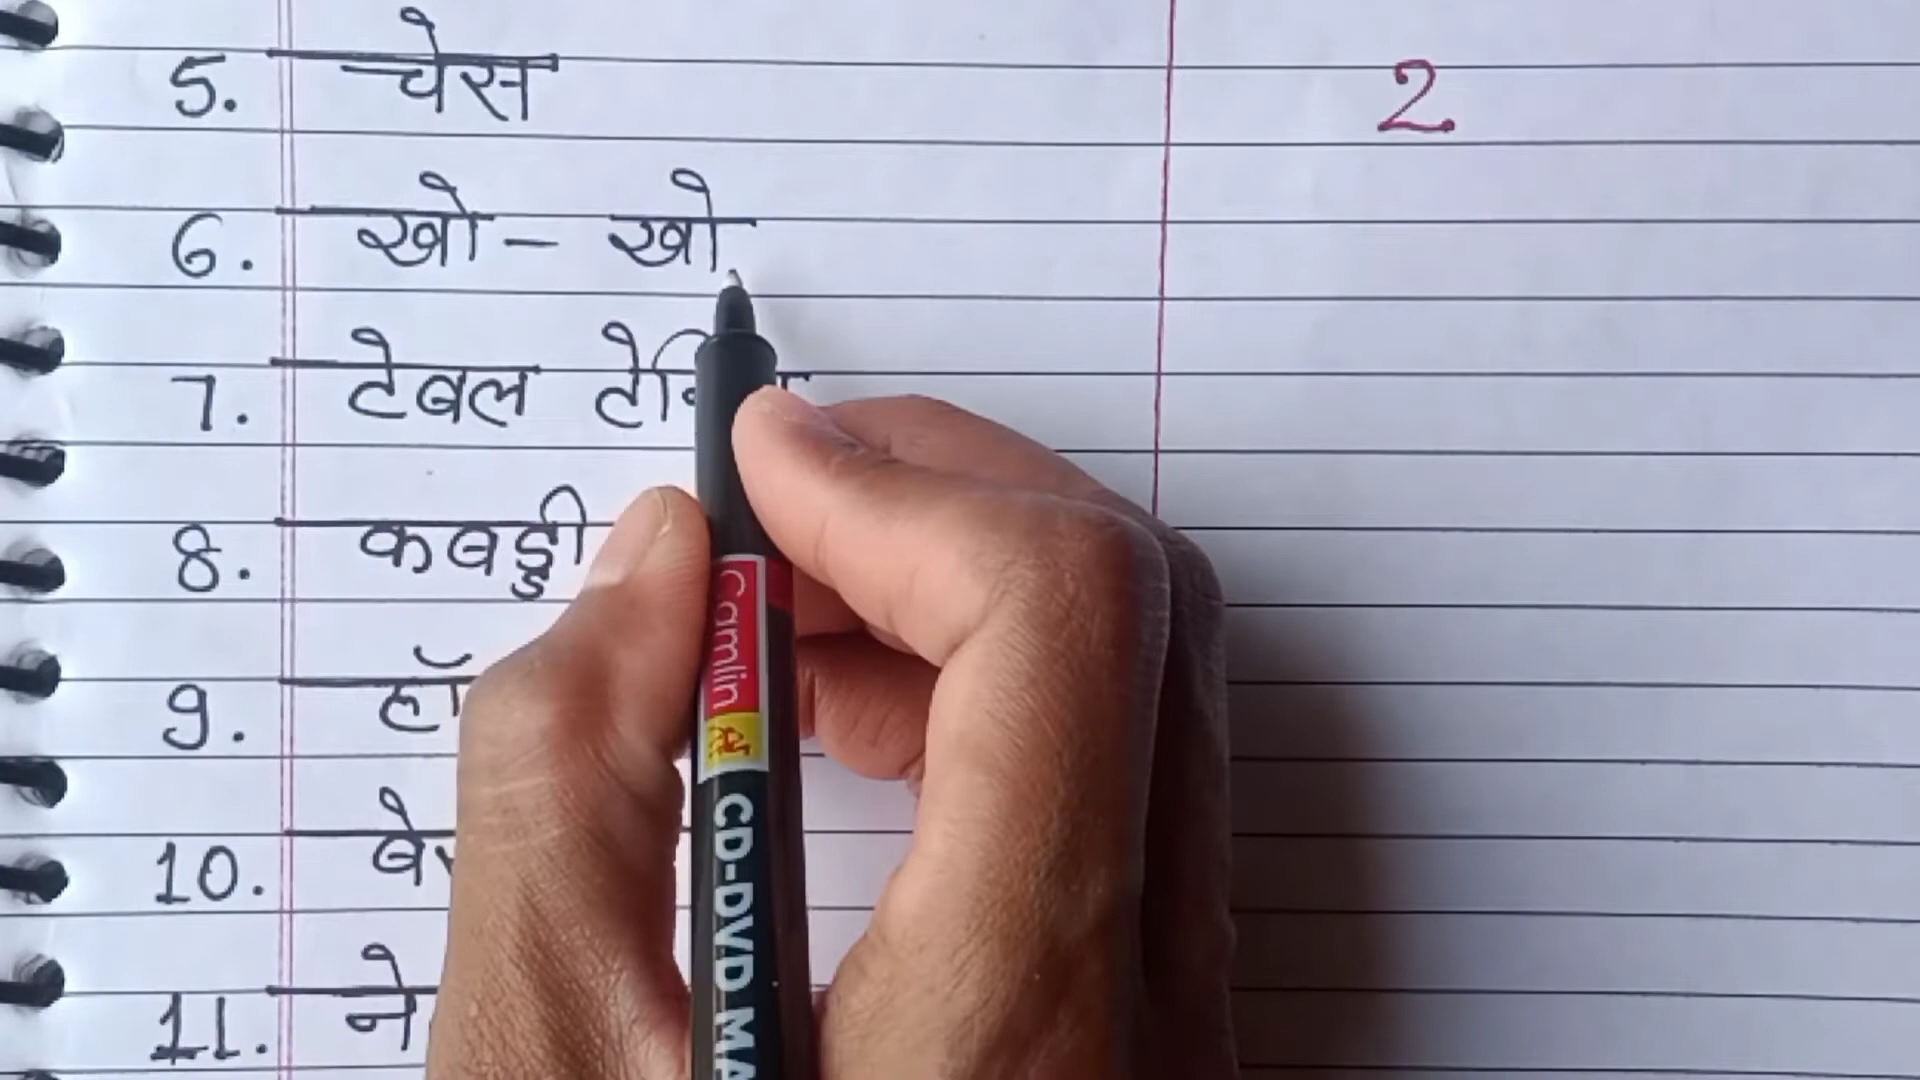 5. चेस 2
6. खो - खो
7. टेबल
8. कबड्डी
9.
10.
11.
Camlin
CD-DVD